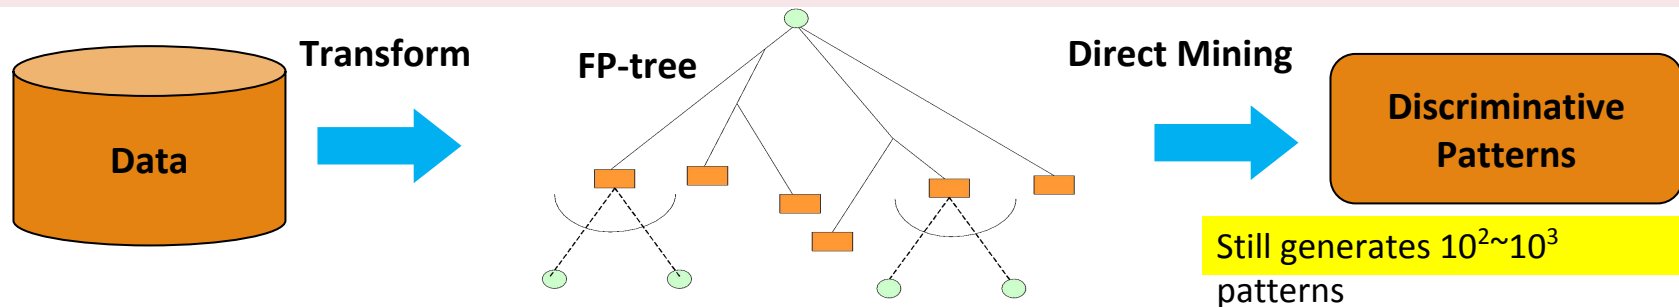 Transform
FP-tree
Direct Mining
Data
Discriminative
Patterns
Still generates 10²~10³
patterns